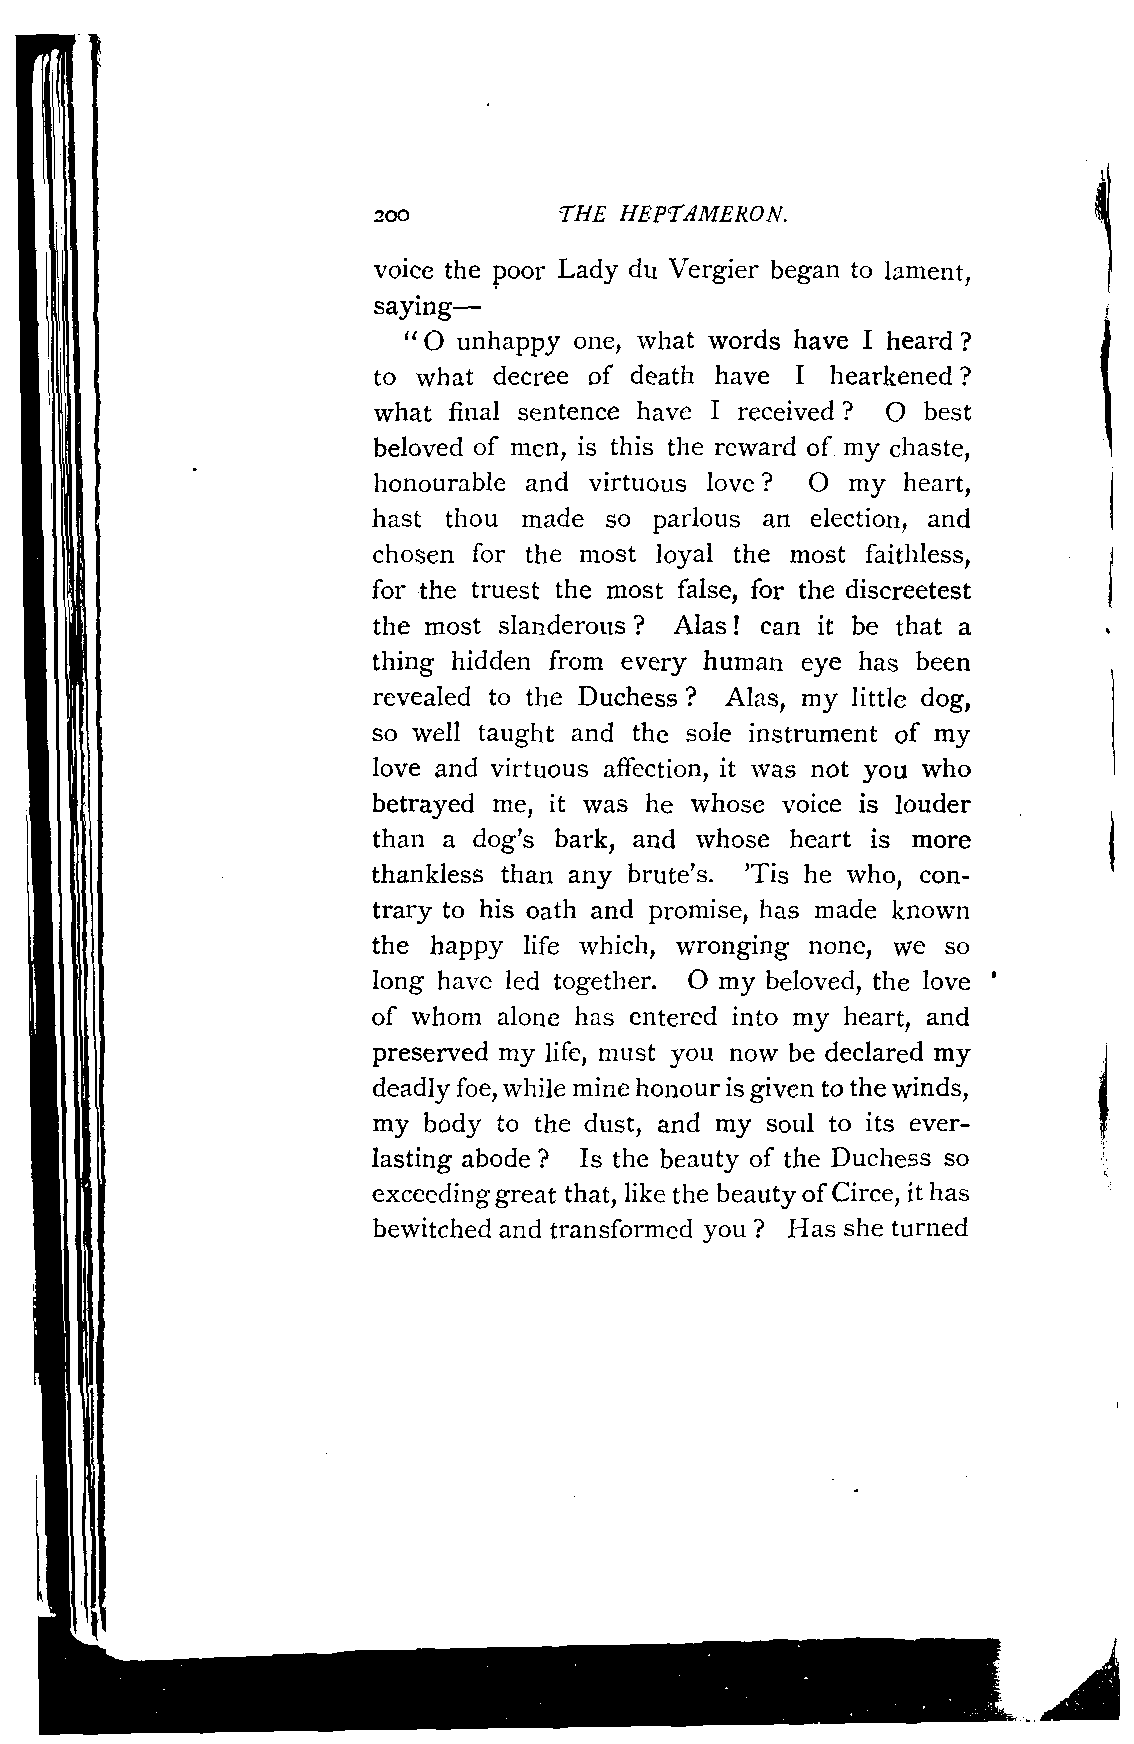 200 THE HEPTAMERON.
voice the poor Lady du Vergier began to lament,
saying—
"O unhappy one, what words have I heard?
to what decree of death have I hearkened?
what final sentence have I received? O best
beloved of men, is this the reward of my chaste,
honourable and virtuous love? O my heart,
hast thou made so parlous an election, and
chosen for the most loyal the most faithless,
for the truest the most false, for the discreetest
the most slanderous? Alas! can it be that a
thing hidden from every human eye has been
revealed to the Duchess? Alas, my little dog,
so well taught and the sole instrument of my
love and virtuous affection, it was not you who
betrayed me, it was he whose voice is louder
than a dog's bark, and whose heart is more
thankless than any brute's. 'Tis he who, con-
trary to his oath and promise, has made known
the happy life which, wronging none, we so
long have led together. O my beloved, the love
of whom alone has entered into my heart, and
preserved my life, must you now be declared my
deadly foe, while mine honour is given to the winds,
my body to the dust, and my soul to its ever-
lasting abode? Is the beauty of the Duchess so
exceeding great that, like the beauty of Circe, it has
bewitched and transformed you? Has she turned